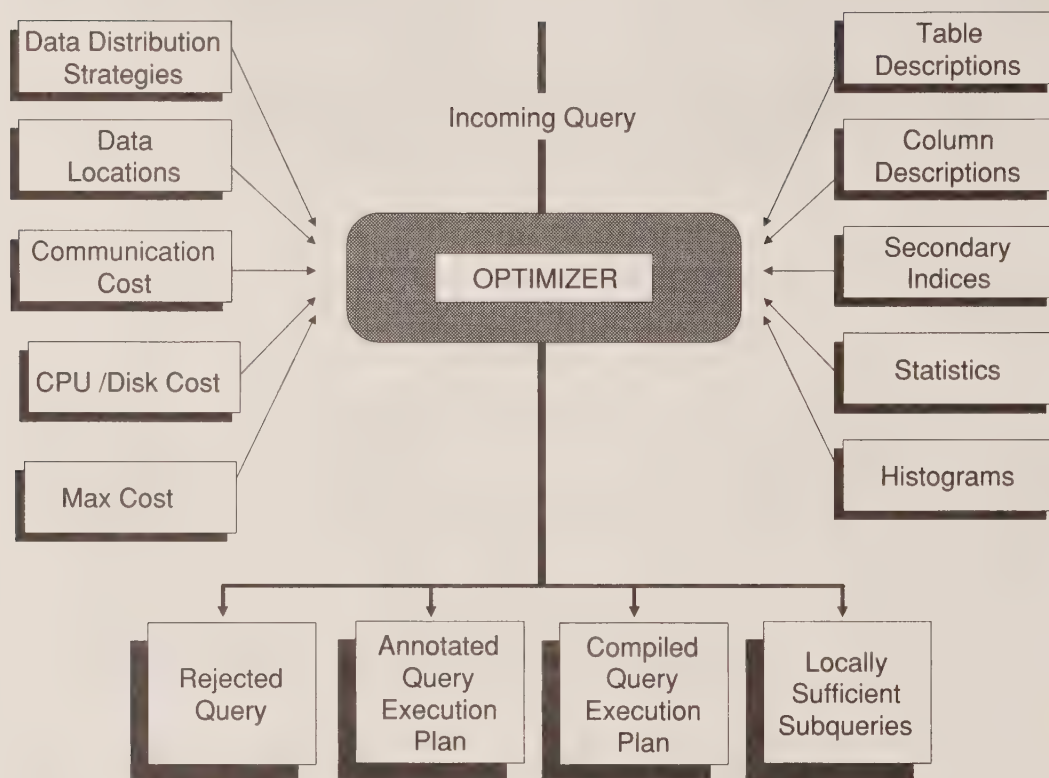 Data Distribution
Strategies
Data
Locations
Communication
Cost
CPU /Disk Cost
Max Cost
Incoming Query
OPTIMIZER
Table
Descriptions
Column
Descriptions
Secondary
Indices
Statistics
Histograms
Rejected
Query
Annotated
Query
Execution
Plan
Compiled
Query
Execution
Plan
Locally
Sufficient
Subqueries